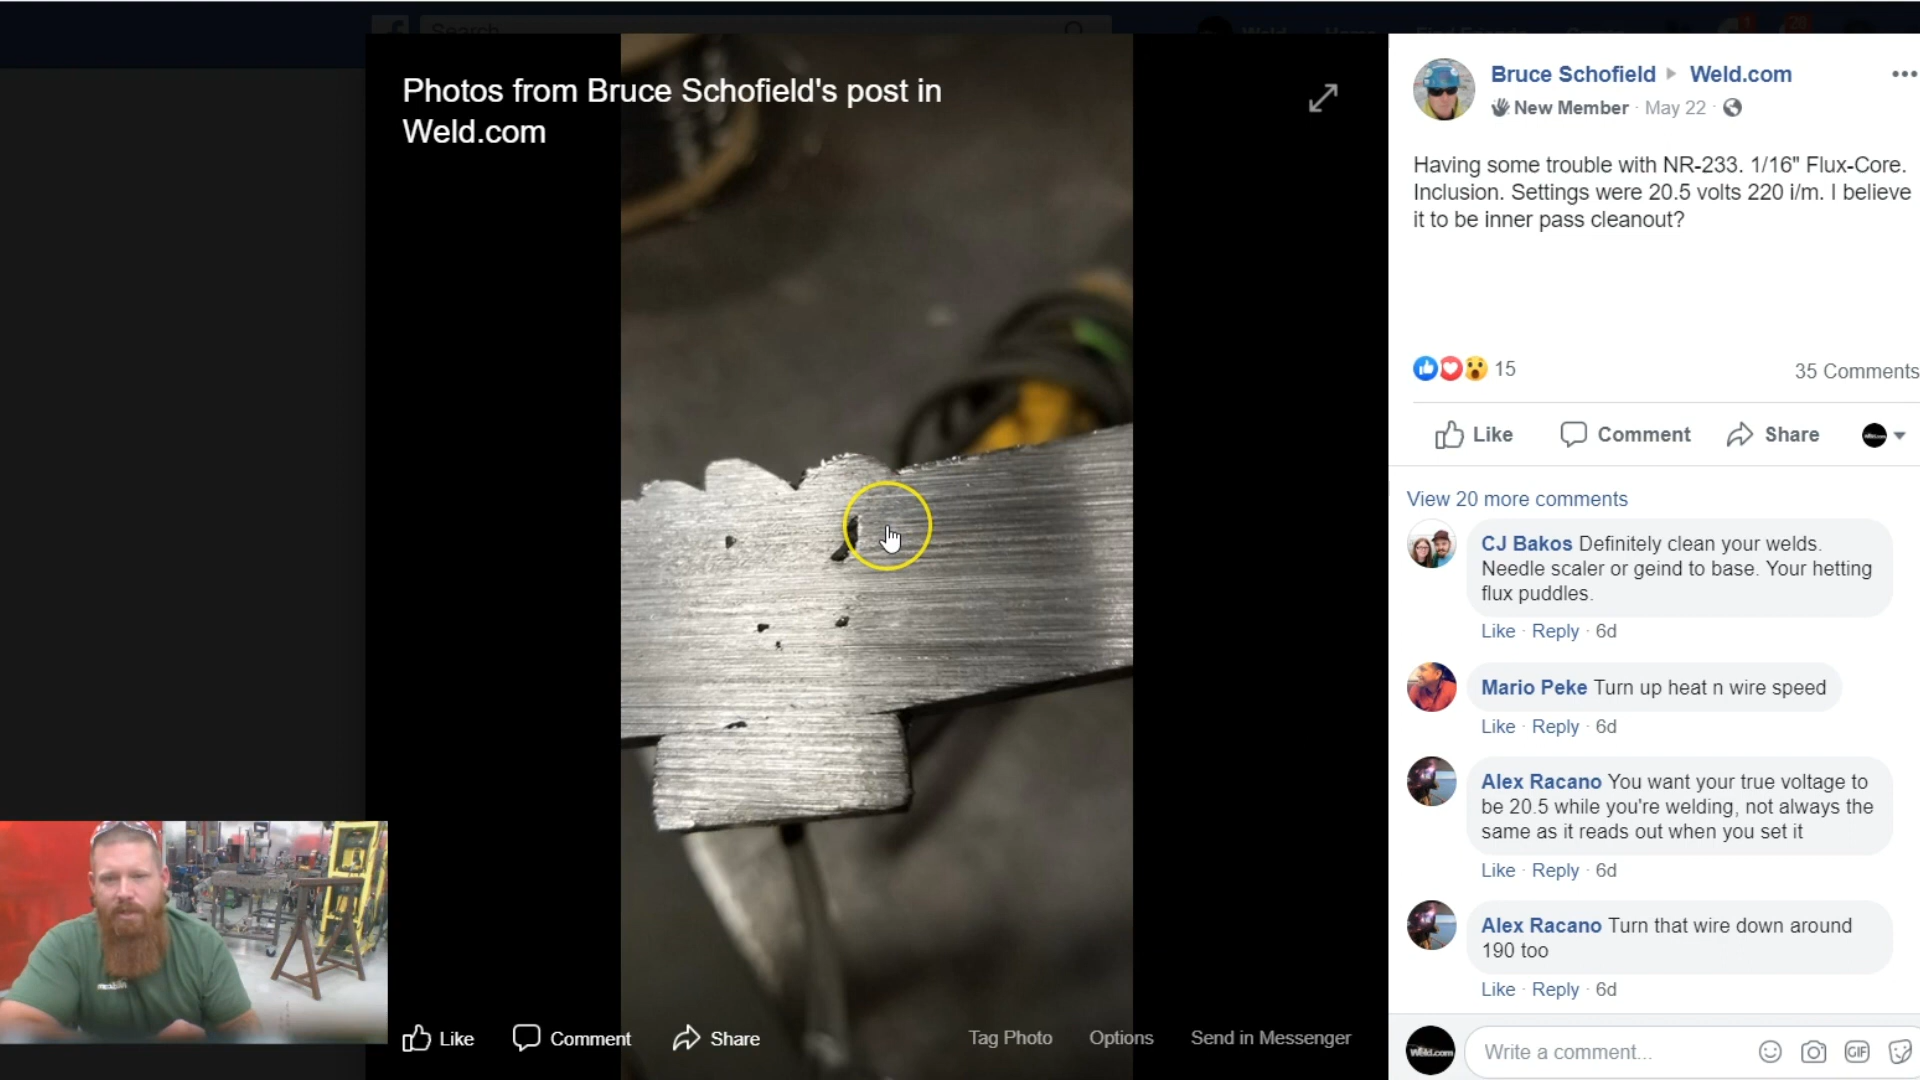 Search
Photos from Bruce Schofield's post in
Weld.com
Bruce Schofield Weld.com
New Member · May 22 ·
Having some trouble with NR-233. 1/16" Flux-Core.
Inclusion. Settings were 20.5 volts 220 i/m. I believe
it to be inner pass cleanout?
15
35 Comments
Like
Comment
Share
View 20 more comments
CJ Bakos Definitely clean your welds.
Needle scaler or geind to base. Your hetting
flux puddles.
Like · Reply · 6d
Mario Peke Turn up heat n wire speed
Like · Reply · 6d
Alex Racano You want your true voltage to
be 20.5 while you're welding, not always the
same as it reads out when you set it
Like · Reply · 6d
Alex Racano Turn that wire down around
190 too
Like · Reply · 6d
Weld.com
Write a comment...
GIF
Like
Comment
Share
Tag Photo
Options
Send in Messenger